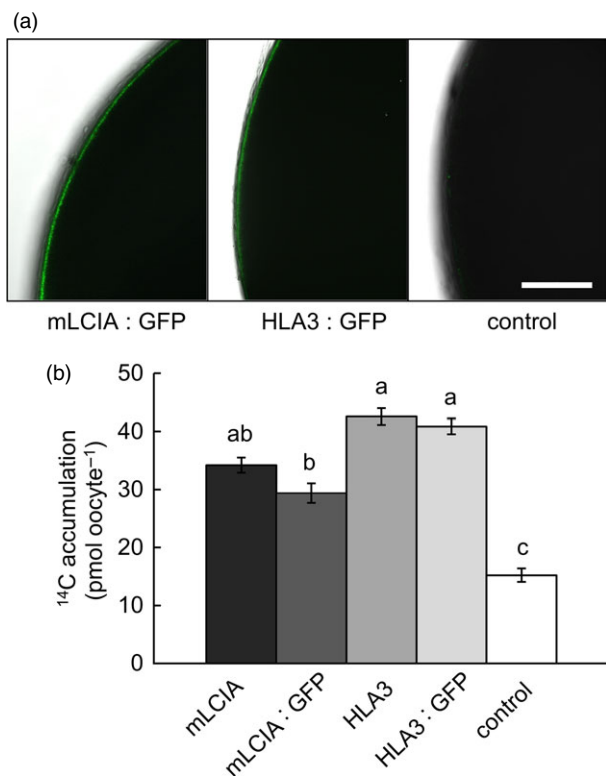 (a)
mLCIA : GFP HLA3 : GFP control
(b)
¹⁴C accumulation
(pmol oocyte⁻¹)
50
40
30
20
10
0
ab
b
a
a
c
mLCIA
mLCIA : GFP
HLA3
HLA3 : GFP
control